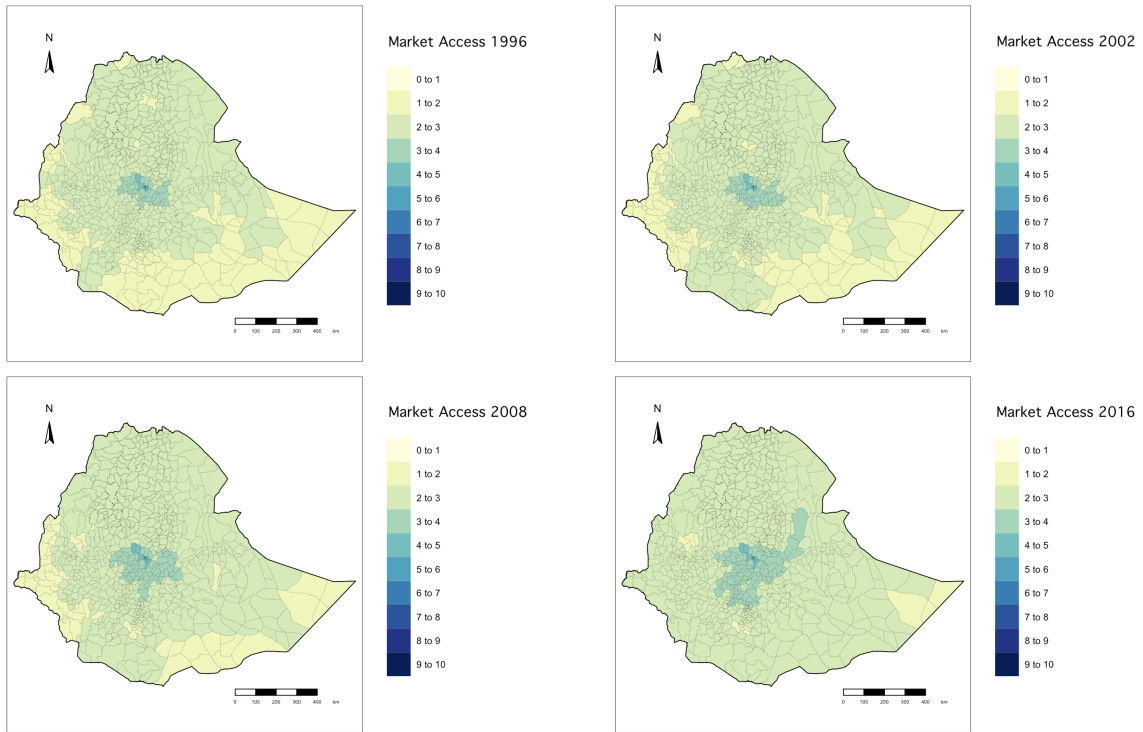 Market Access 1996
N
0 to 1
1 to 2
2 to 3
3 to 4
4 to 5
5 to 6
6 to 7
7 to 8
8 to 9
9 to 10
0 100 200 300 400 km
Market Access 2002
N
0 to 1
1 to 2
2 to 3
3 to 4
4 to 5
5 to 6
6 to 7
7 to 8
8 to 9
9 to 10
0 100 200 300 400 km
Market Access 2008
N
0 to 1
1 to 2
2 to 3
3 to 4
4 to 5
5 to 6
6 to 7
7 to 8
8 to 9
9 to 10
0 100 200 300 400 km
Market Access 2016
N
0 to 1
1 to 2
2 to 3
3 to 4
4 to 5
5 to 6
6 to 7
7 to 8
8 to 9
9 to 10
0 100 200 300 400 km